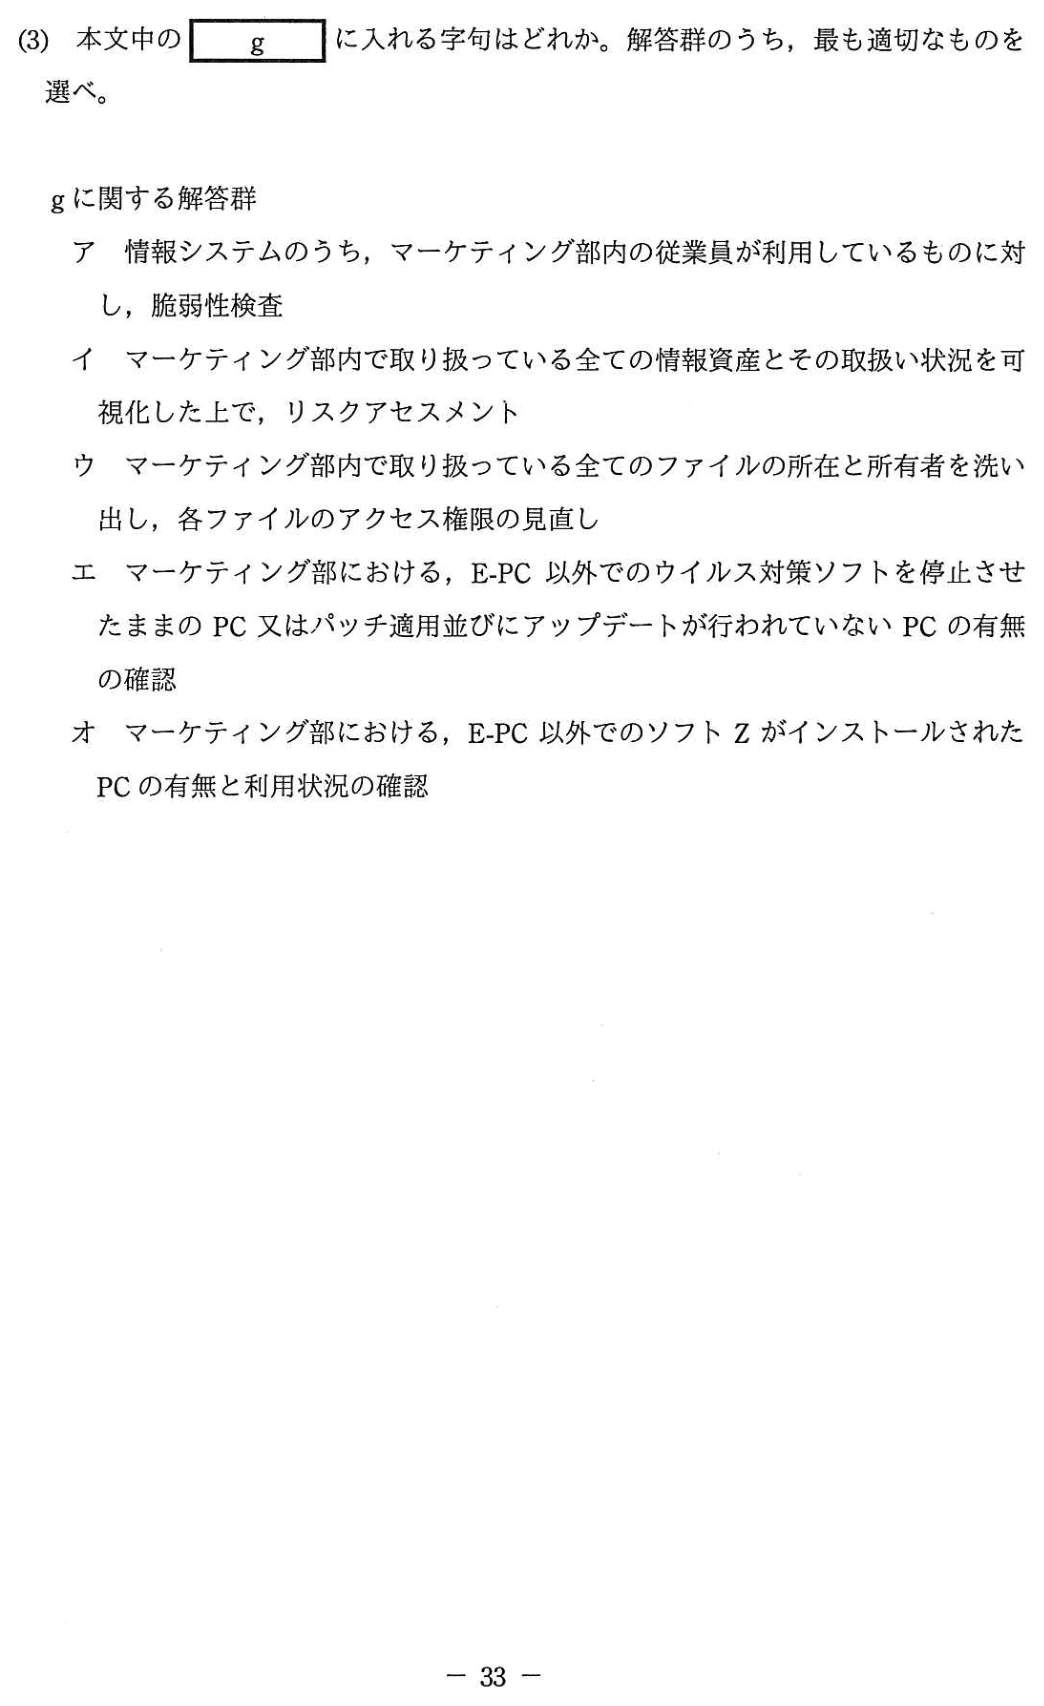 (3) 本文中の g に入れる字句はどれか。解答群のうち，最も適切なものを
選べ。
gに関する解答群
ア 情報システムのうち，マーケティング部内の従業員が利用しているものに対
し，脆弱性検査
イ マーケティング部内で取り扱っている全ての情報資産とその取扱い状況を可
視化した上で，リスクアセスメント
ウ マーケティング部内で取り扱っている全てのファイルの所在と所有者を洗い
出し，各ファイルのアクセス権限の見直し
エ マーケティング部における，E-PC 以外でのウイルス対策ソフトを停止させ
たままの PC 又はパッチ適用並びにアップデートが行われていない PC の有無
の確認
オ マーケティング部における，E-PC 以外でのソフト Z がインストールされた
PC の有無と利用状況の確認
－ 33 －